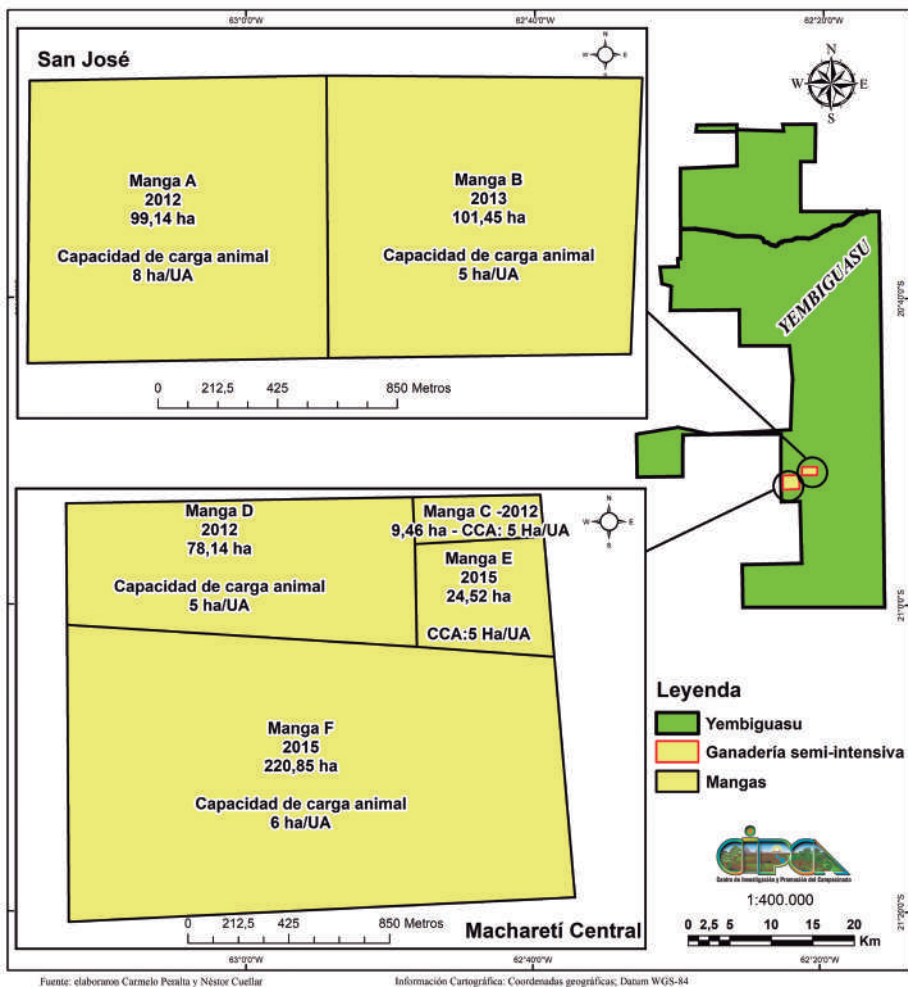 63°0'0"W
62°40'0"W
62°20'0"W
San José
N
W
E
S
Manga A
2012
99,14 ha
Capacidad de carga animal
8 ha/UA
Manga B
2013
101,45 ha
Capacidad de carga animal
5 ha/UA
0 212,5 425 850 Metros
N
W E
S
YEMBIGUASU
20°40'0"S
Manga D
2012
78,14 ha
Capacidad de carga animal
5 ha/UA
Manga C -2012
9,46 ha - CCA: 5 Ha/UA
Manga E
2015
24,52 ha
CCA:5 Ha/UA
N
W
E
S
Manga F
2015
220,85 ha
Capacidad de carga animal
6 ha/UA
0 212,5 425 850 Metros
Macharetí Central
21°0'0"S
Leyenda
Yembiguasu
Ganadería semi-intensiva
Mangas
CIPCA
Centro de Investigación y Promoción del Campesinado
1:400.000
0 2,5 5 10 15 20
Km
21°20'0"S
63°0'0"W
62°40'0"W
62°20'0"W
Fuente: elaboraron Carmelo Peralta y Néstor Cuellar
Información Cartográfica: Coordenadas geográficas; Datum WGS-84